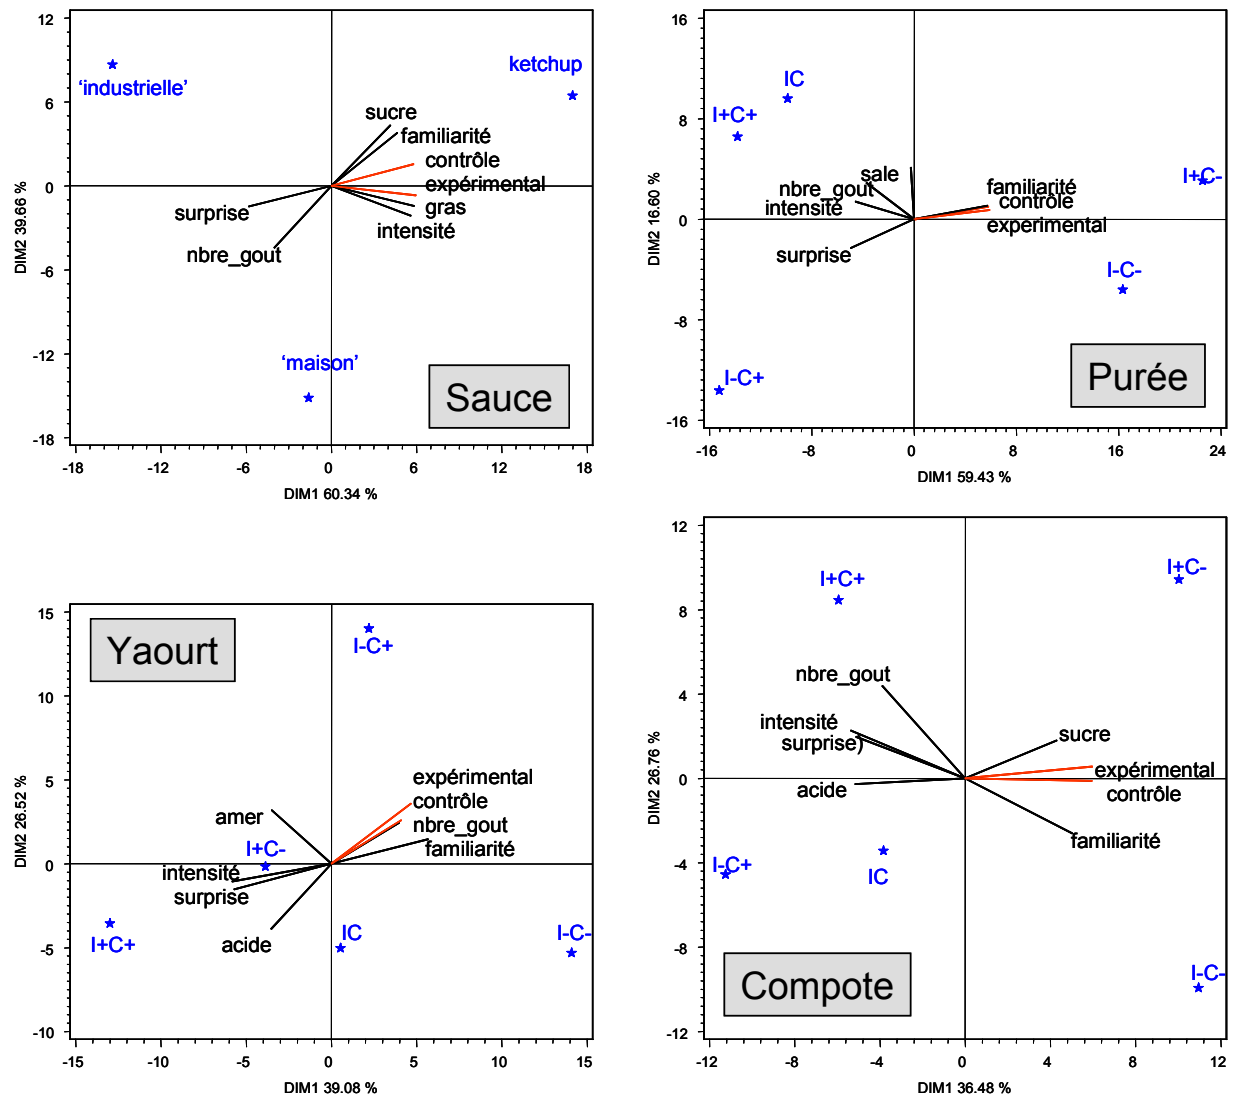 12
6
0
-6
-12
-18
DIM2 39.66 %
'industrielle'
ketchup
sucre
familiarité
contrôle
expérimental
gras
intensité
surprise
nbre_gout
'maison'
Sauce
-18
-12
-6
0
6
12
18
DIM1 60.34 %
16
8
0
-8
-16
DIM2 16.60 %
IC
I+C+
sale
nbre_gout
intensité
surprise
familiarité
contrôle
experimental
I+C-
I-C-
I-C+
Purée
-16
-8
0
8
16
24
DIM1 59.43 %
15
10
5
0
-5
-10
DIM2 26.52 %
Yaourt
I-C+
expérimental
contrôle
nbre_gout
familiarité
amer
I+C-
intensité
surprise
acide
I+C+
IC
I-C-
-15
-10
-5
0
5
10
15
DIM1 39.08 %
12
8
4
0
-4
-8
-12
DIM2 26.76 %
I+C+
I+C-
nbre_gout
intensité
surprise)
acide
sucre
expérimental
contrôle
familiarité
I-C+
IC
I-C-
Compote
-12
-8
-4
0
4
8
12
DIM1 36.48 %